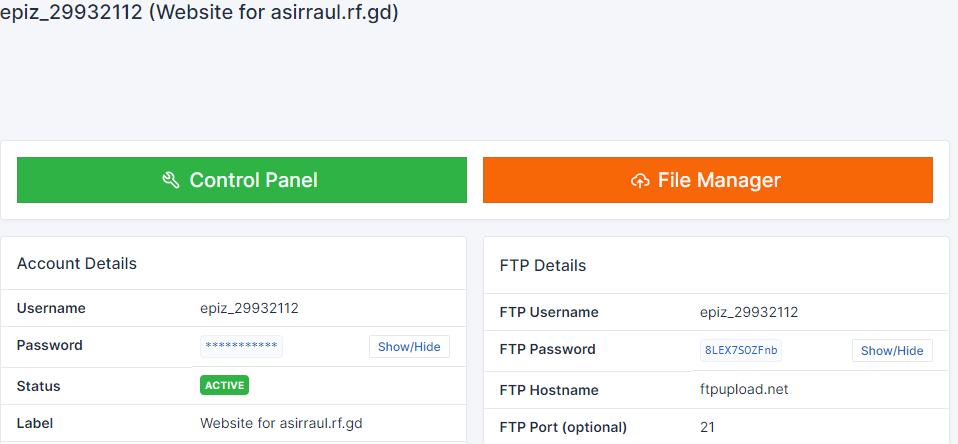 epiz_29932112 (Website for asirraul.rf.gd)
Control Panel
File Manager
Account Details
Username epiz_29932112
Password *********** Show/Hide
Status ACTIVE
Label Website for asirraul.rf.gd
FTP Details
FTP Username epiz_29932112
FTP Password 8LEX7SOZFnb Show/Hide
FTP Hostname ftpupload.net
FTP Port (optional) 21